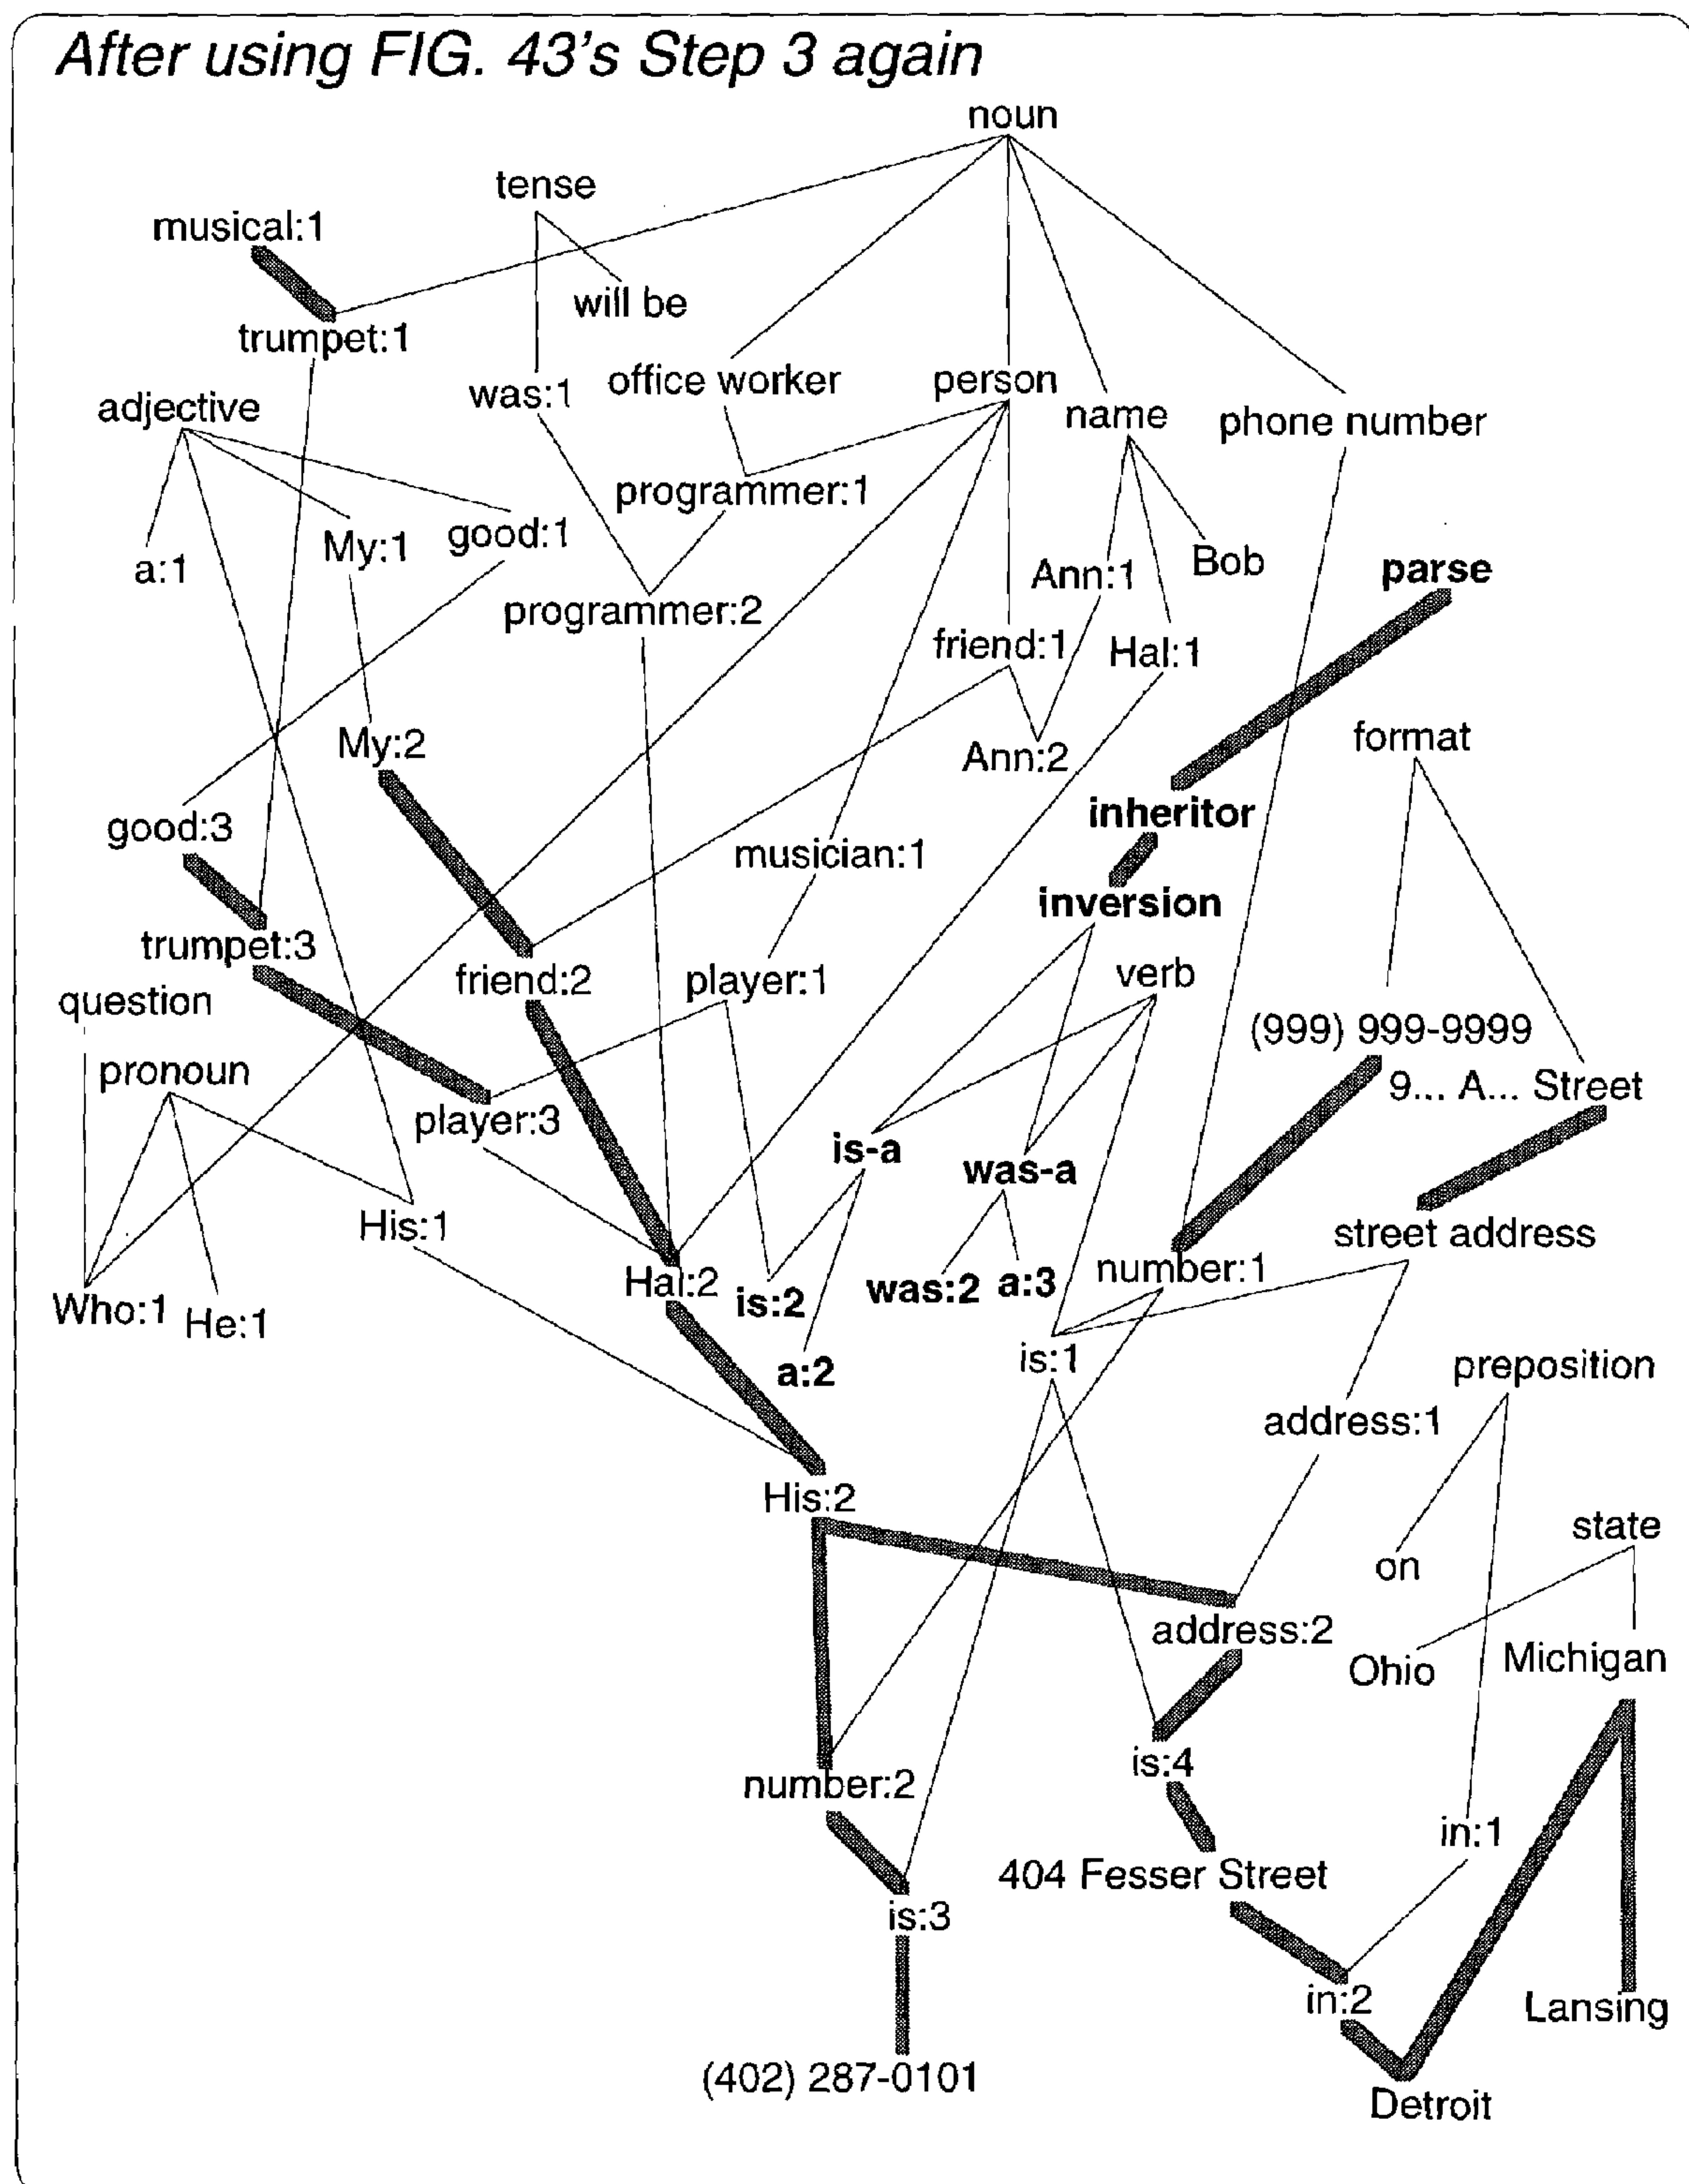 After using FIG. 43's Step 3 again
noun
tense
musical:1
will be
trumpet:1
office worker
person
was:1
adjective
name
phone number
programmer:1
good:1
My:1
Bob
a:1
Ann:1
parse
programmer:2
friend:1
Hal:1
format
My:2
Ann:2
inheritor
good:3
musician:1
inversion
trumpet:3
verb
friend:2
player:1
question
(999) 999-9999
pronoun
9... A... Street
player:3
is-a
was-a
His:1
street address
number:1
Hal:2
was:2
a:3
is:2
Who:1
He:1
is:1
preposition
a:2
address:1
His:2
state
on
address:2
Michigan
Ohio
is:4
number:2
in:1
404 Fesser Street
is:3
in:2
Lansing
(402) 287-0101
Detroit